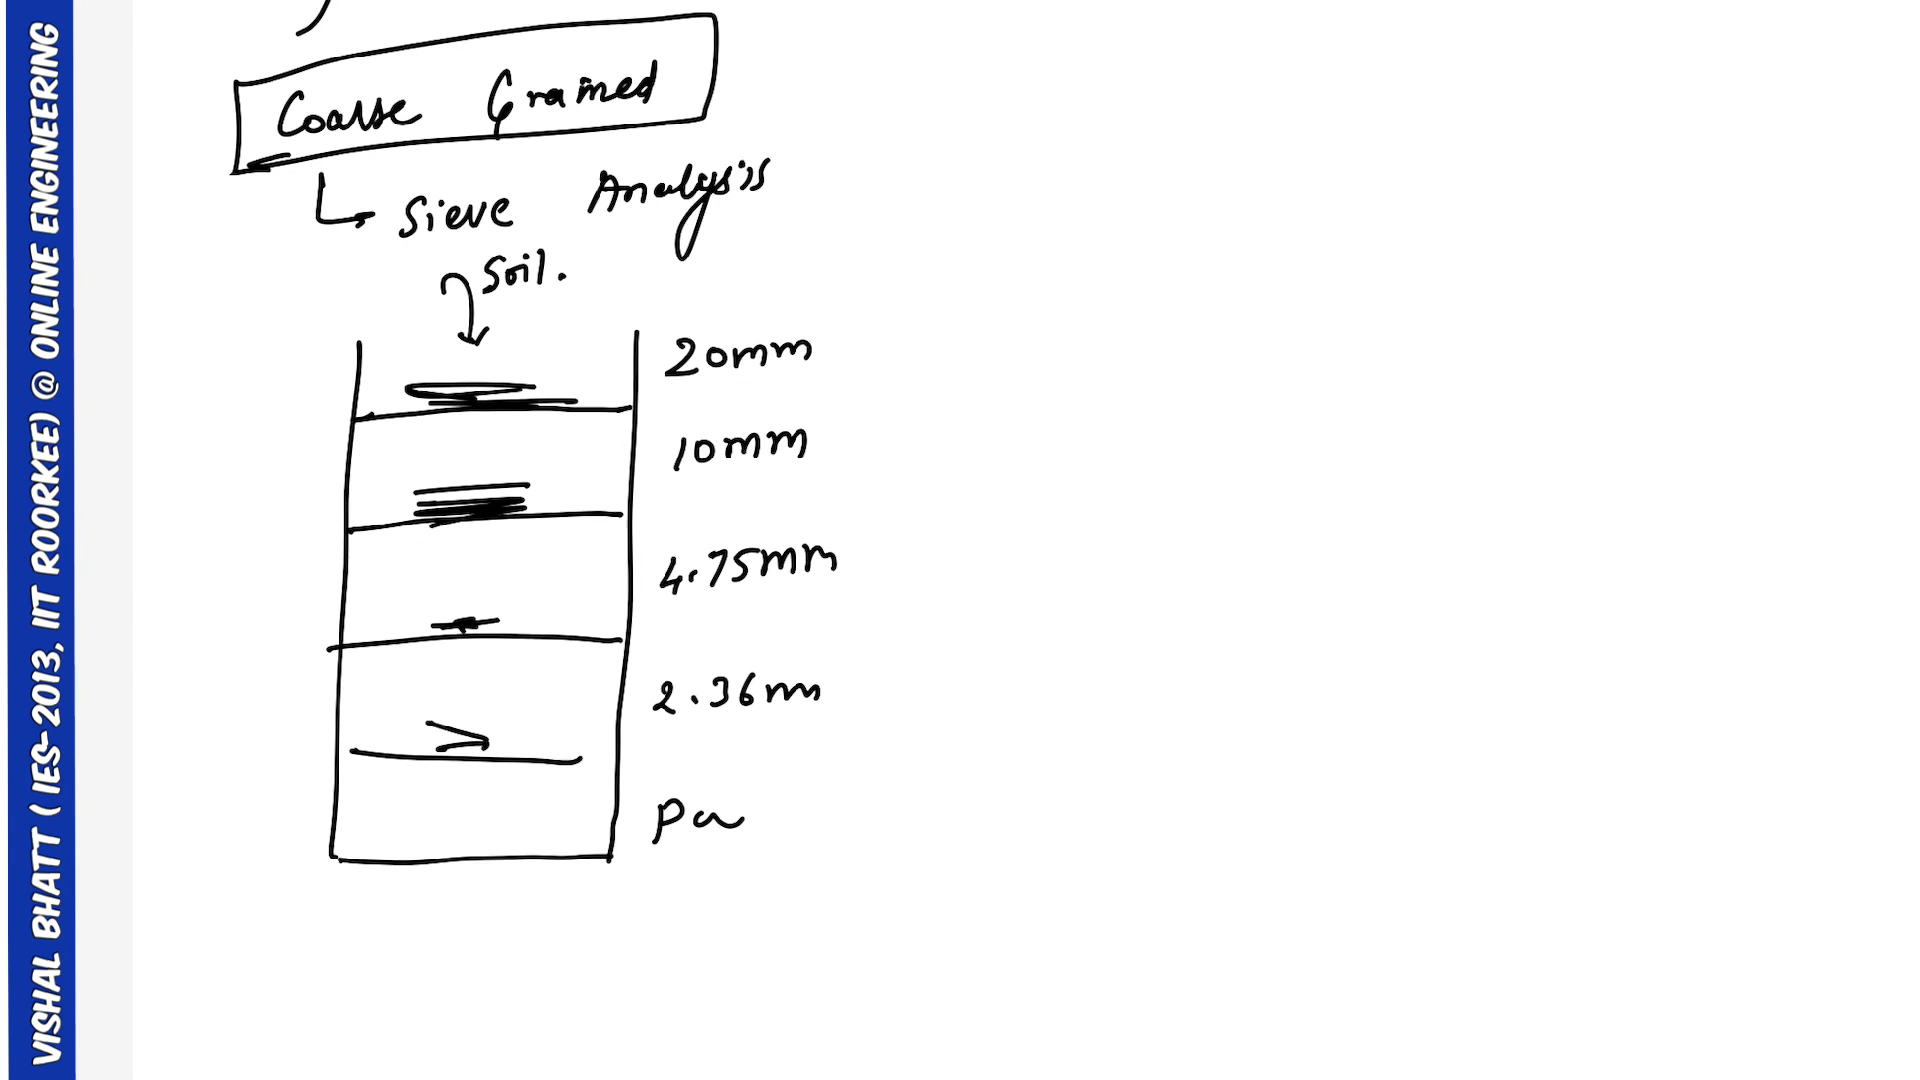 VISHAL BHATT ( IES-2013, IIT ROORKEE) @ ONLINE ENGINEERING
Coarse Grained
Sieve Analysis
Soil.
20mm
10mm
4.75mm
2.36mm
Pa